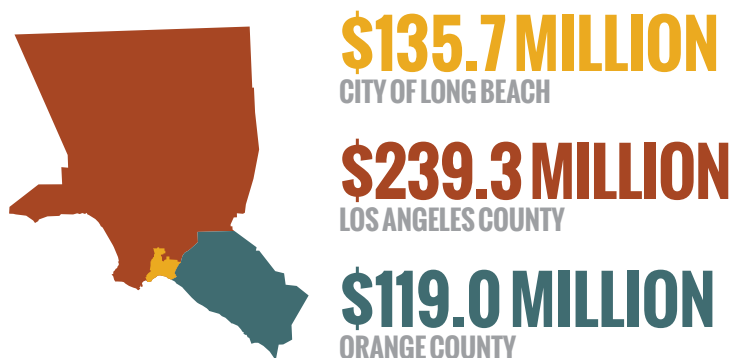 $135.7 MILLION
CITY OF LONG BEACH
$239.3 MILLION
LOS ANGELES COUNTY
$119.0 MILLION
ORANGE COUNTY